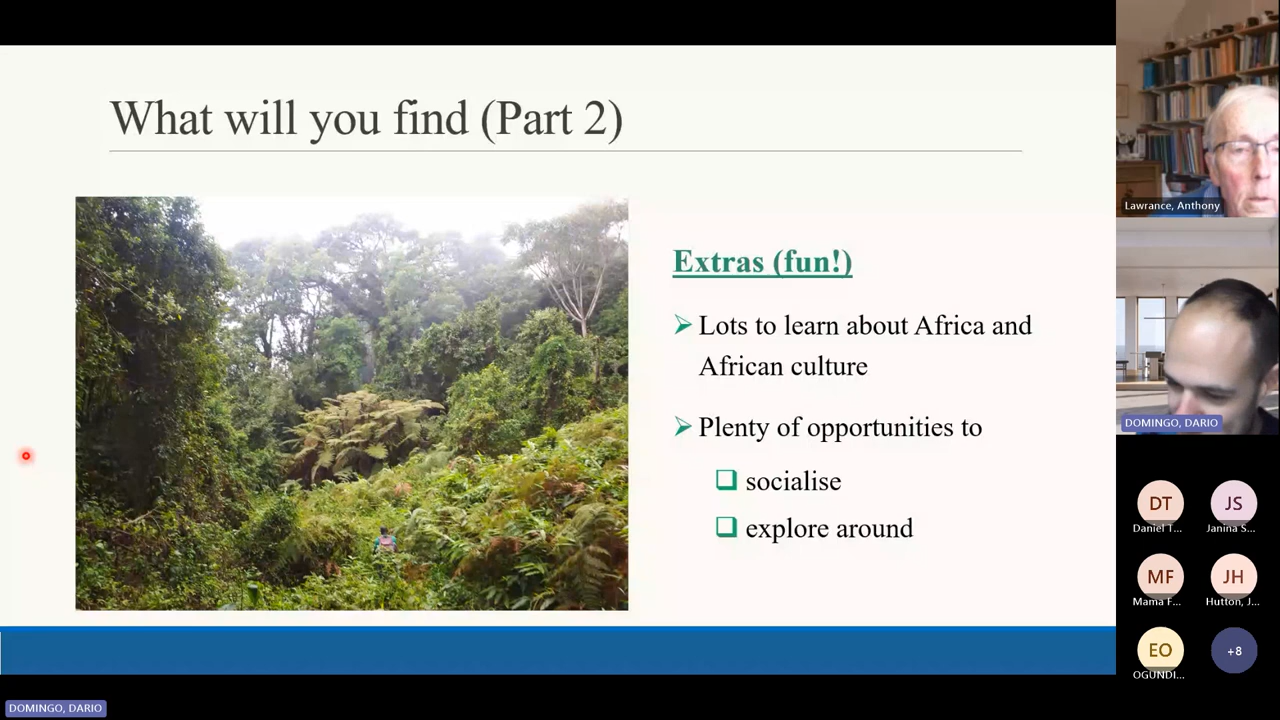 What will you find (Part 2)
Extras (fun!)
Lots to learn about Africa and
African culture
Plenty of opportunities to
socialise
explore around
Lawrance, Anthony
DOMINGO, DARIO
DT
Daniel T...
JS
Janina S...
MF
Mama F...
JH
Hutton, J...
EO
OGUNDI...
+8
DOMINGO, DARIO